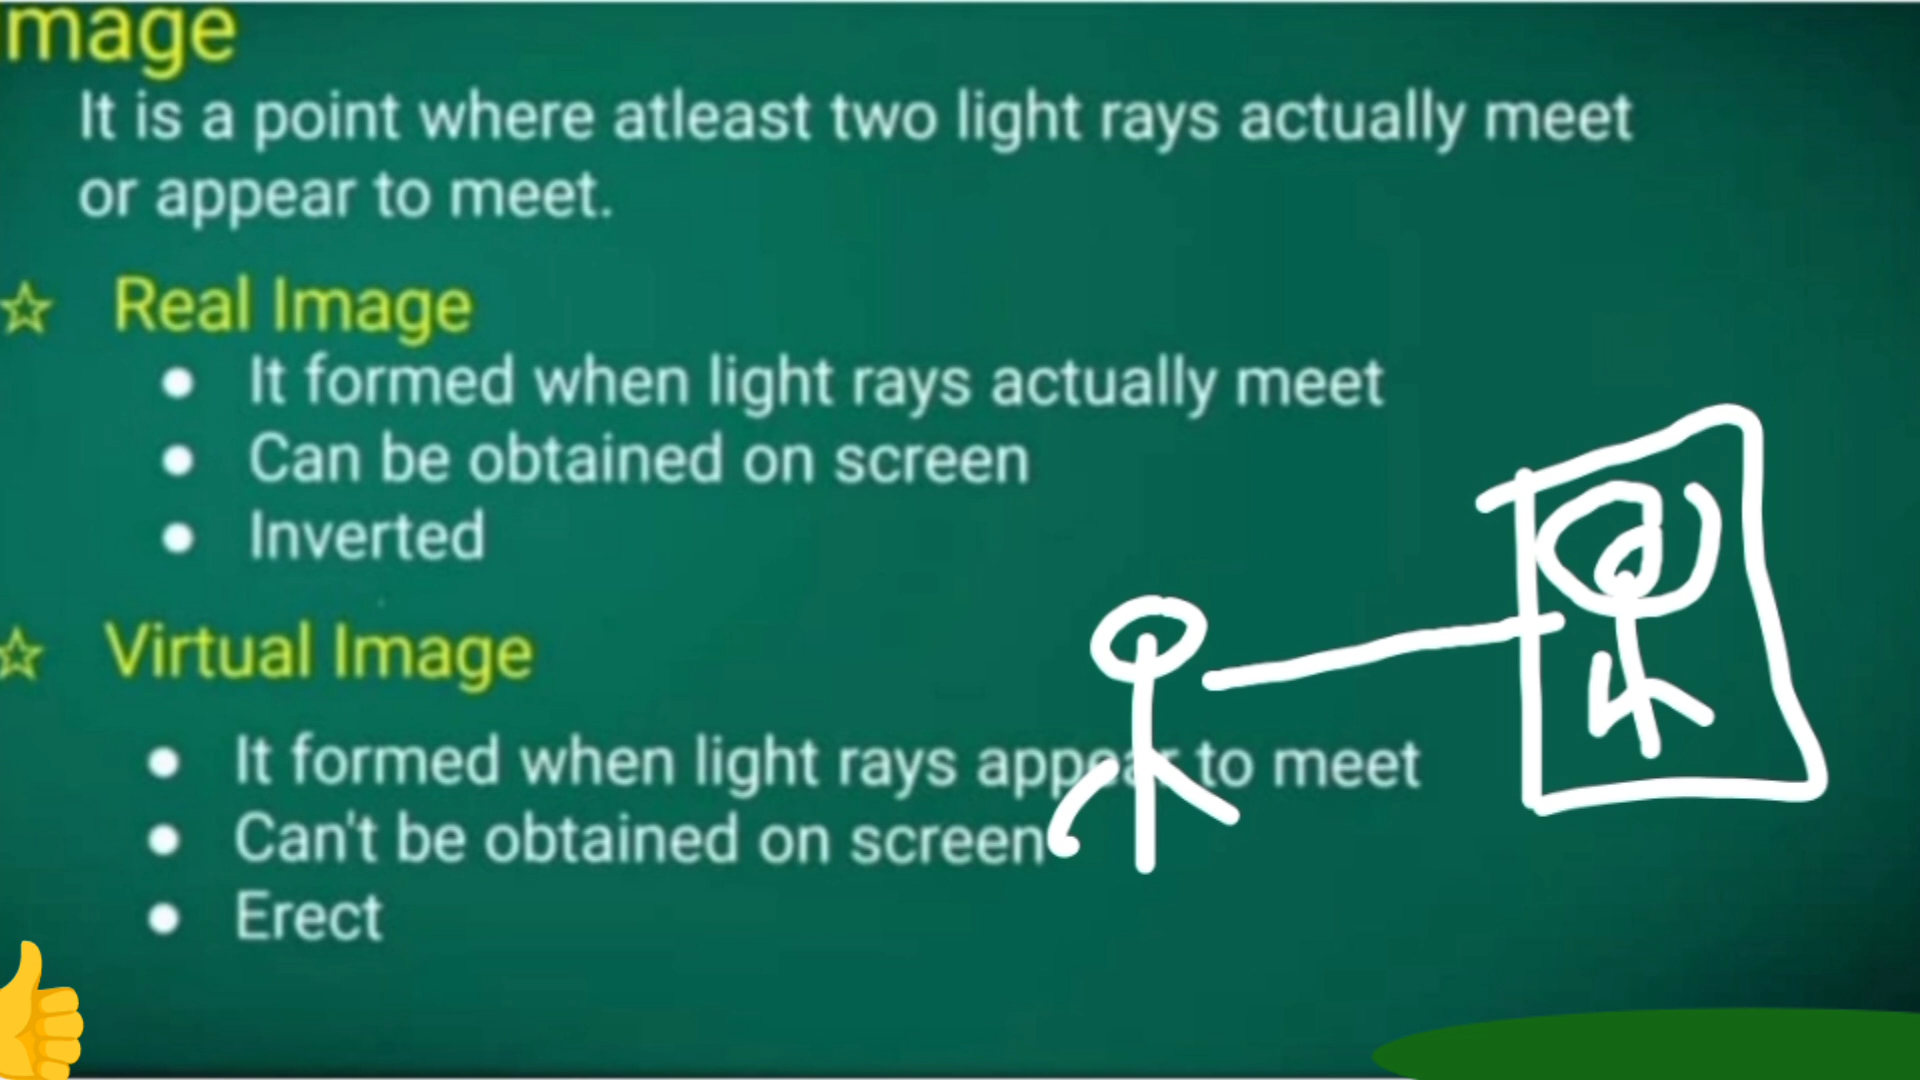 mage
It is a point where atleast two light rays actually meet
or appear to meet.
☆ Real Image
● It formed when light rays actually meet
● Can be obtained on screen
● Inverted
☆ Virtual Image
● It formed when light rays appear to meet
● Can't be obtained on screen
● Erect